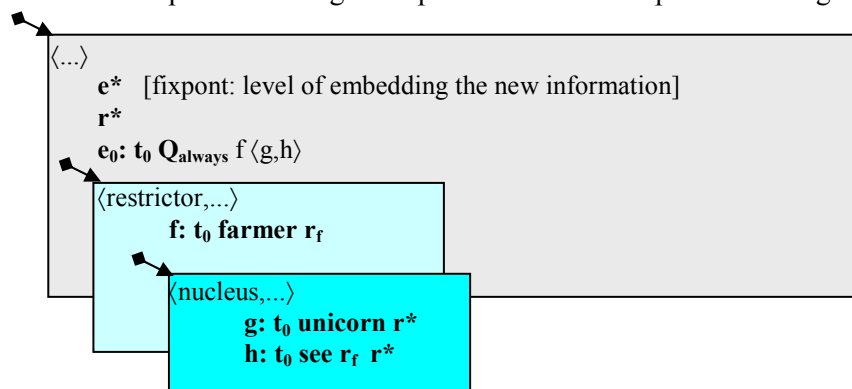 ⟨...⟩
e* [fixpont: level of embedding the new information]
r*
e₀: t₀ Q_always f ⟨g,h⟩
⟨restrictor,...⟩
f: t₀ farmer r_f
⟨nucleus,...⟩
g: t₀ unicorn r*
h: t₀ see r_f r*